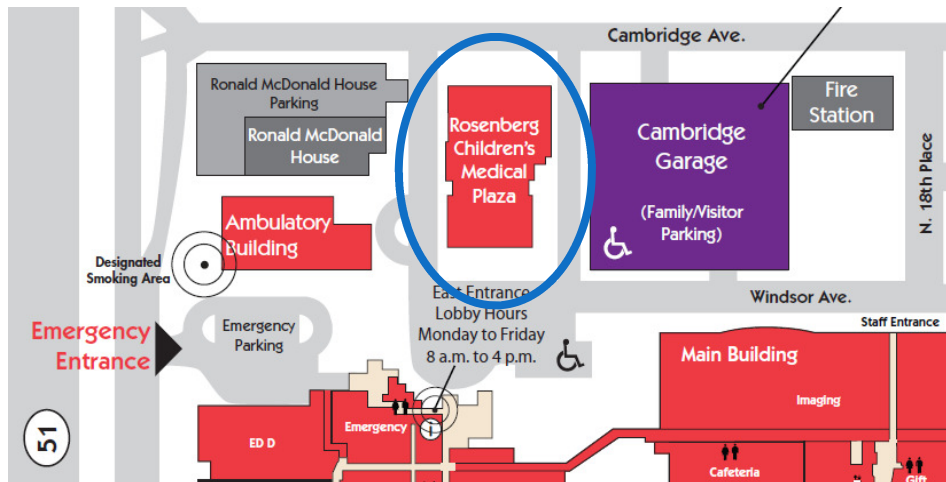 Cambridge Ave.
Ronald McDonald House
Parking
Ronald McDonald
House
Rosenberg
Children's
Medical
Plaza
Cambridge
Garage
(Family/Visitor
Parking)
Fire
Station
N. 18th Place
Ambulatory
Building
Designated
Smoking Area
East Entrance
Lobby Hours
Monday to Friday
8 a.m. to 4 p.m.
Windsor Ave.
Emergency
Entrance
Emergency
Parking
Staff Entrance
Main Building
Imaging
51
ED D
Emergency
i
Cafeteria
Gift